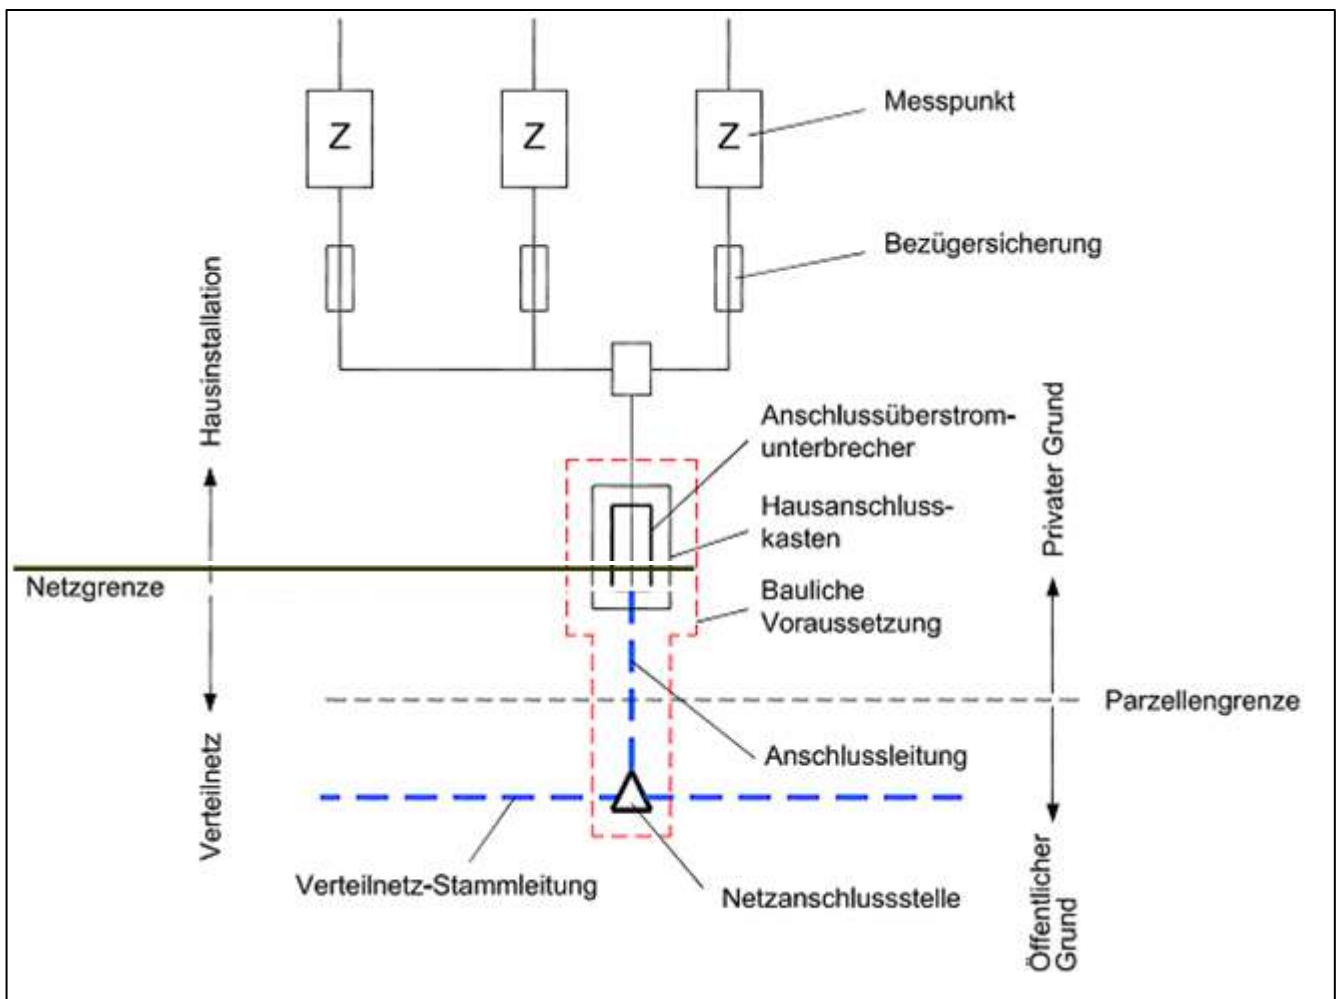 Z
Z
Z
Messpunkt
Bezügersicherung
Hausinstallation
Anschlussüberstrom-
unterbrecher
Privater Grund
Hausanschluss-
kasten
Netzgrenze
Bauliche
Voraussetzung
Parzellengrenze
Anschlussleitung
Verteilnetz
Verteilnetz-Stammleitung
Netzanschlussstelle
Öffentlicher
Grund